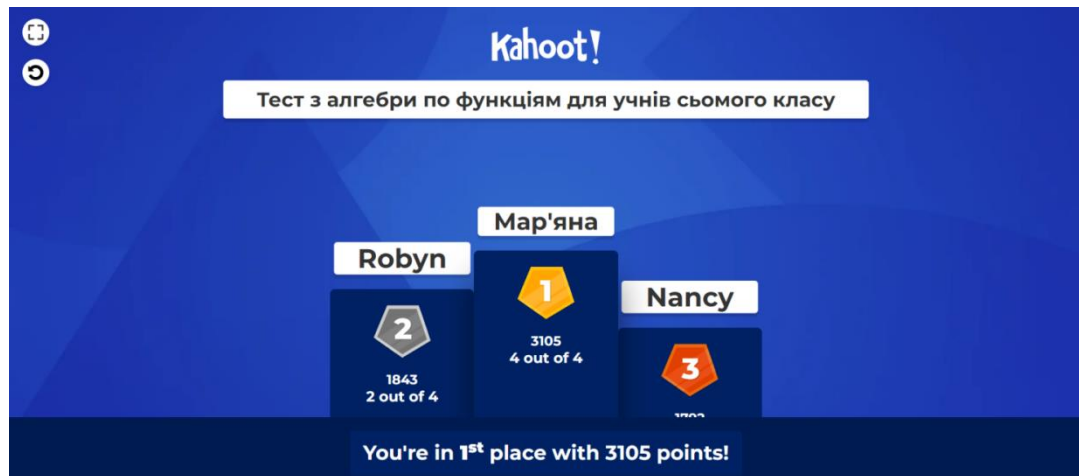 Kahoot!
Тест з алгебри по функціям для учнів сьомого класу
Мар'яна
Robyn
Nancy
1
2
3
3105
4 out of 4
1843
2 out of 4
You're in 1st place with 3105 points!